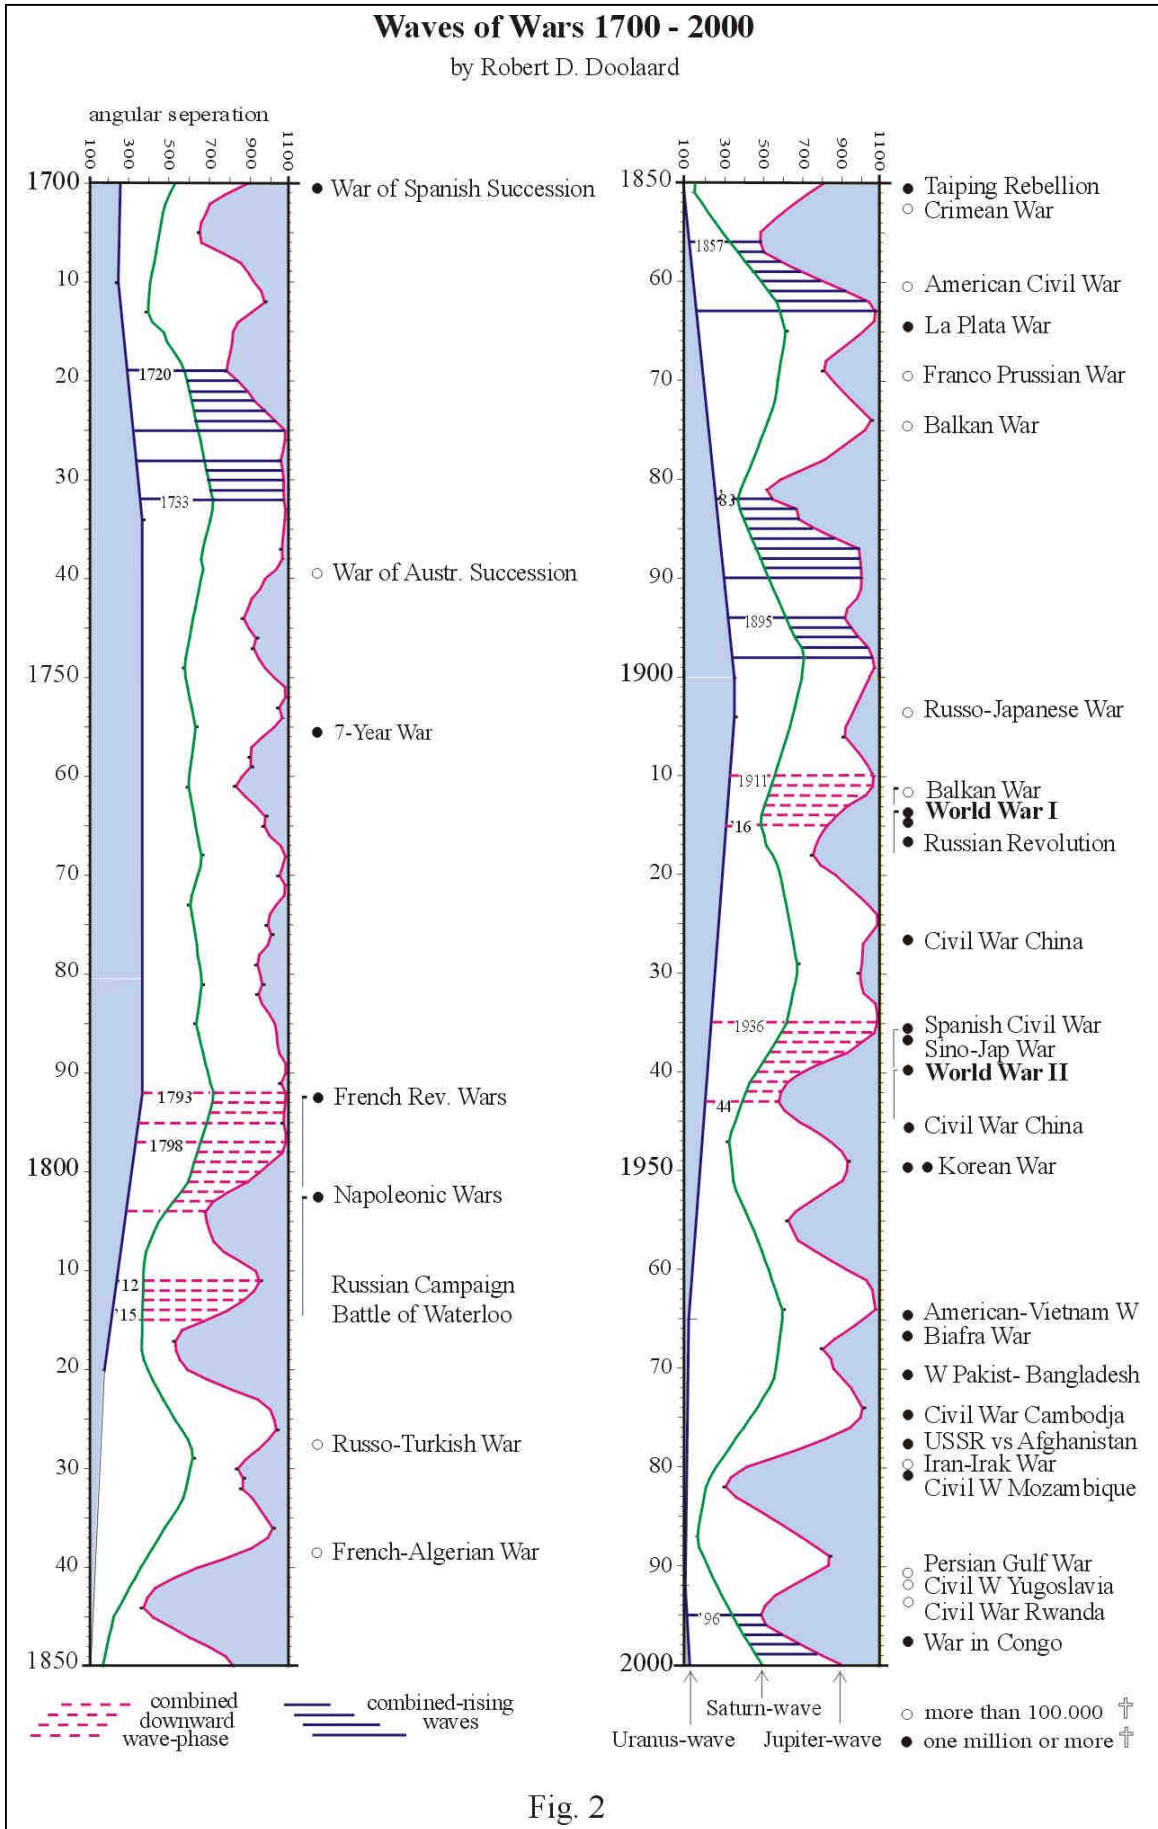 Waves of Wars 1700 - 2000
by Robert D. Doolaard
angular seperation
100 300 500 700 900 1100
1700
10
20
30
40
1750
60
70
80
90
1800
10
20
30
40
1850
1720
1733
1793
1798
'12
'15
War of Spanish Succession
War of Austr. Succession
7-Year War
French Rev. Wars
Napoleonic Wars
Russian Campaign
Battle of Waterloo
Russo-Turkish War
French-Algerian War
100 300 500 700 900 1100
1850
60
70
80
90
1900
10
20
30
40
1950
60
70
80
90
2000
1857
'83
1895
1911
'16
1936
44
'96
Taiping Rebellion
Crimean War
American Civil War
La Plata War
Franco Prussian War
Balkan War
Russo-Japanese War
Balkan War
World War I
Russian Revolution
Civil War China
Spanish Civil War
Sino-Jap War
World War II
Civil War China
Korean War
American-Vietnam W
Biafra War
W Pakist- Bangladesh
Civil War Cambodja
USSR vs Afghanistan
Iran-Irak War
Civil W Mozambique
Persian Gulf War
Civil W Yugoslavia
Civil War Rwanda
War in Congo
combined
downward
wave-phase
combined-rising
waves
Saturn-wave
Uranus-wave
Jupiter-wave
more than 100.000
one million or more
Fig. 2